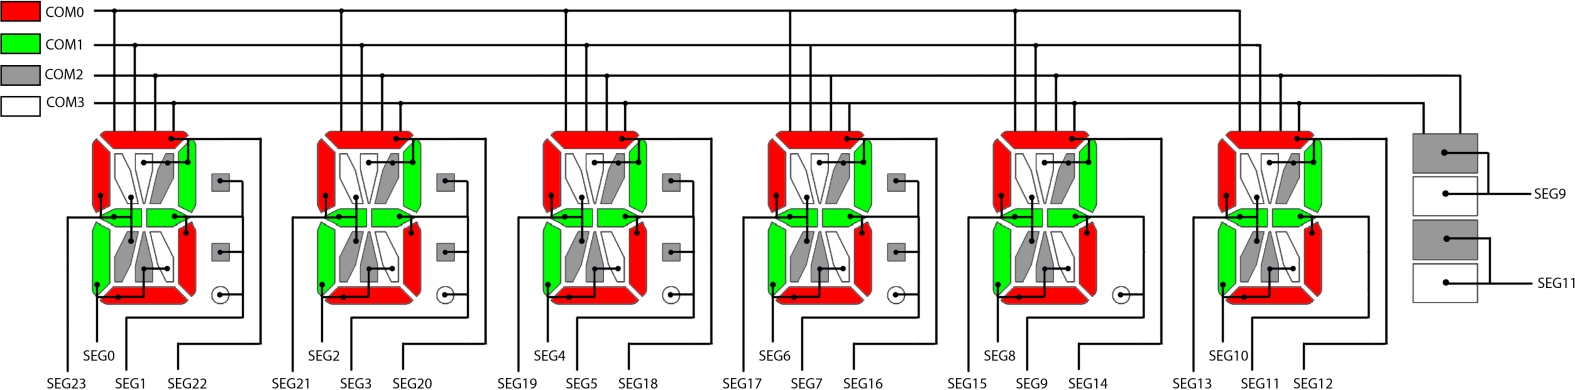 COM0
COM1
COM2
COM3
SEG9
SEG11
SEG0 SEG2 SEG4 SEG6 SEG8 SEG10
SEG23 SEG1 SEG22 SEG21 SEG3 SEG20 SEG19 SEG5 SEG18 SEG17 SEG7 SEG16 SEG15 SEG9 SEG14 SEG13 SEG11 SEG12